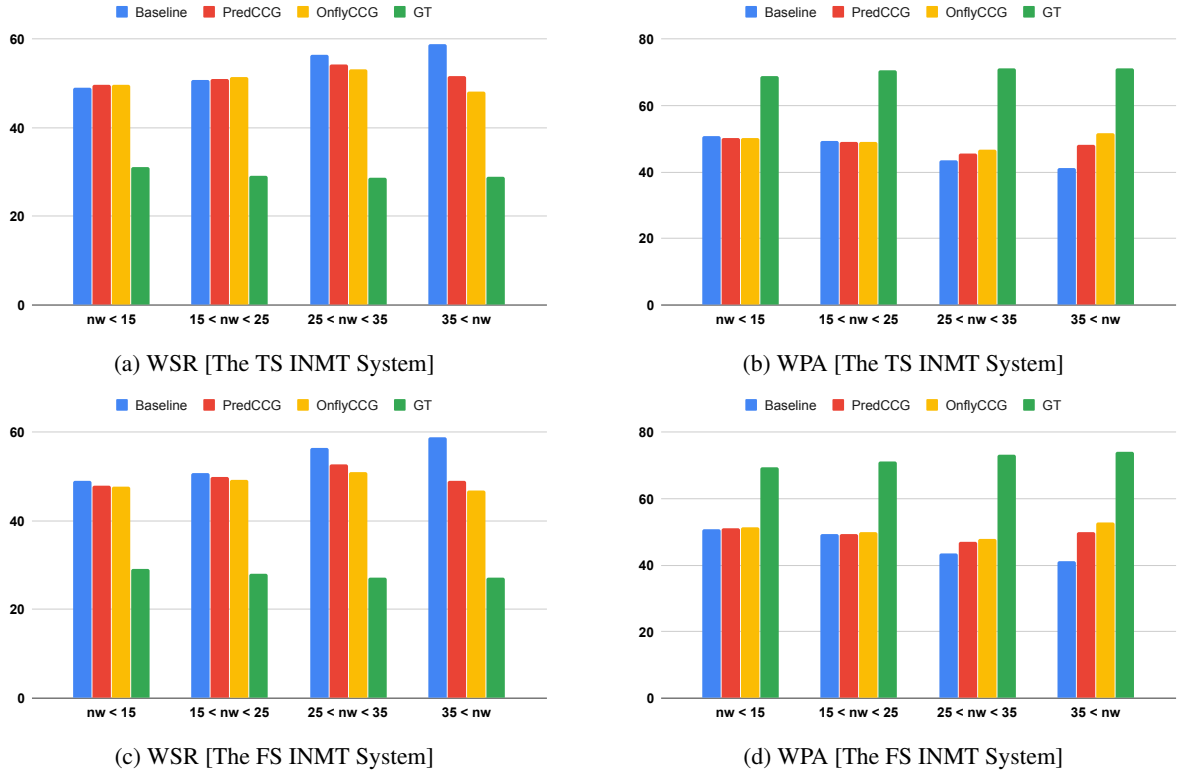 Baseline PredCCG OnflyCCG GT
60
40
20
0
nw < 15 15 < nw < 25 25 < nw < 35 35 < nw
(a) WSR [The TS INMT System]
Baseline PredCCG OnflyCCG GT
80
60
40
20
0
nw < 15 15 < nw < 25 25 < nw < 35 35 < nw
(b) WPA [The TS INMT System]
Baseline PredCCG OnflyCCG GT
60
40
20
0
nw < 15 15 < nw < 25 25 < nw < 35 35 < nw
(c) WSR [The FS INMT System]
Baseline PredCCG OnflyCCG GT
80
60
40
20
0
nw < 15 15 < nw < 25 25 < nw < 35 35 < nw
(d) WPA [The FS INMT System]